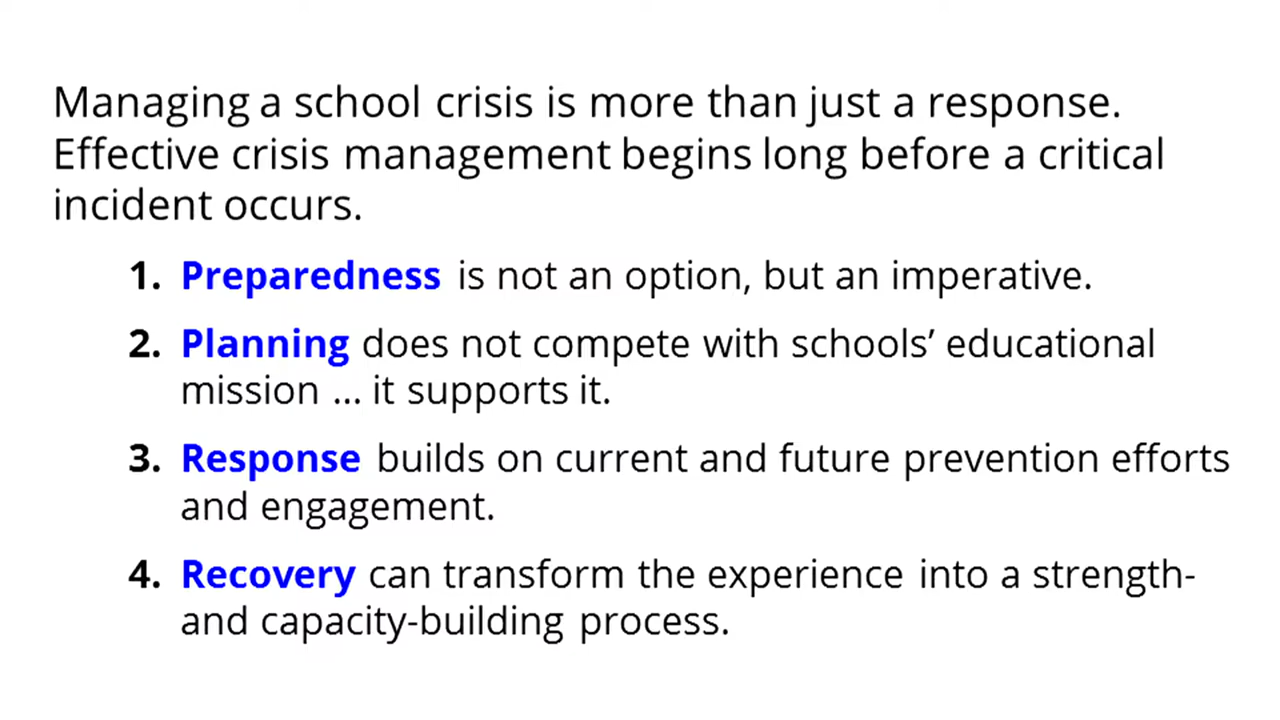 Managing a school crisis is more than just a response.
Effective crisis management begins long before a critical
incident occurs.
1. Preparedness is not an option, but an imperative.
2. Planning does not compete with schools’ educational
mission ... it supports it.
3. Response builds on current and future prevention efforts
and engagement.
4. Recovery can transform the experience into a strength-
and capacity-building process.